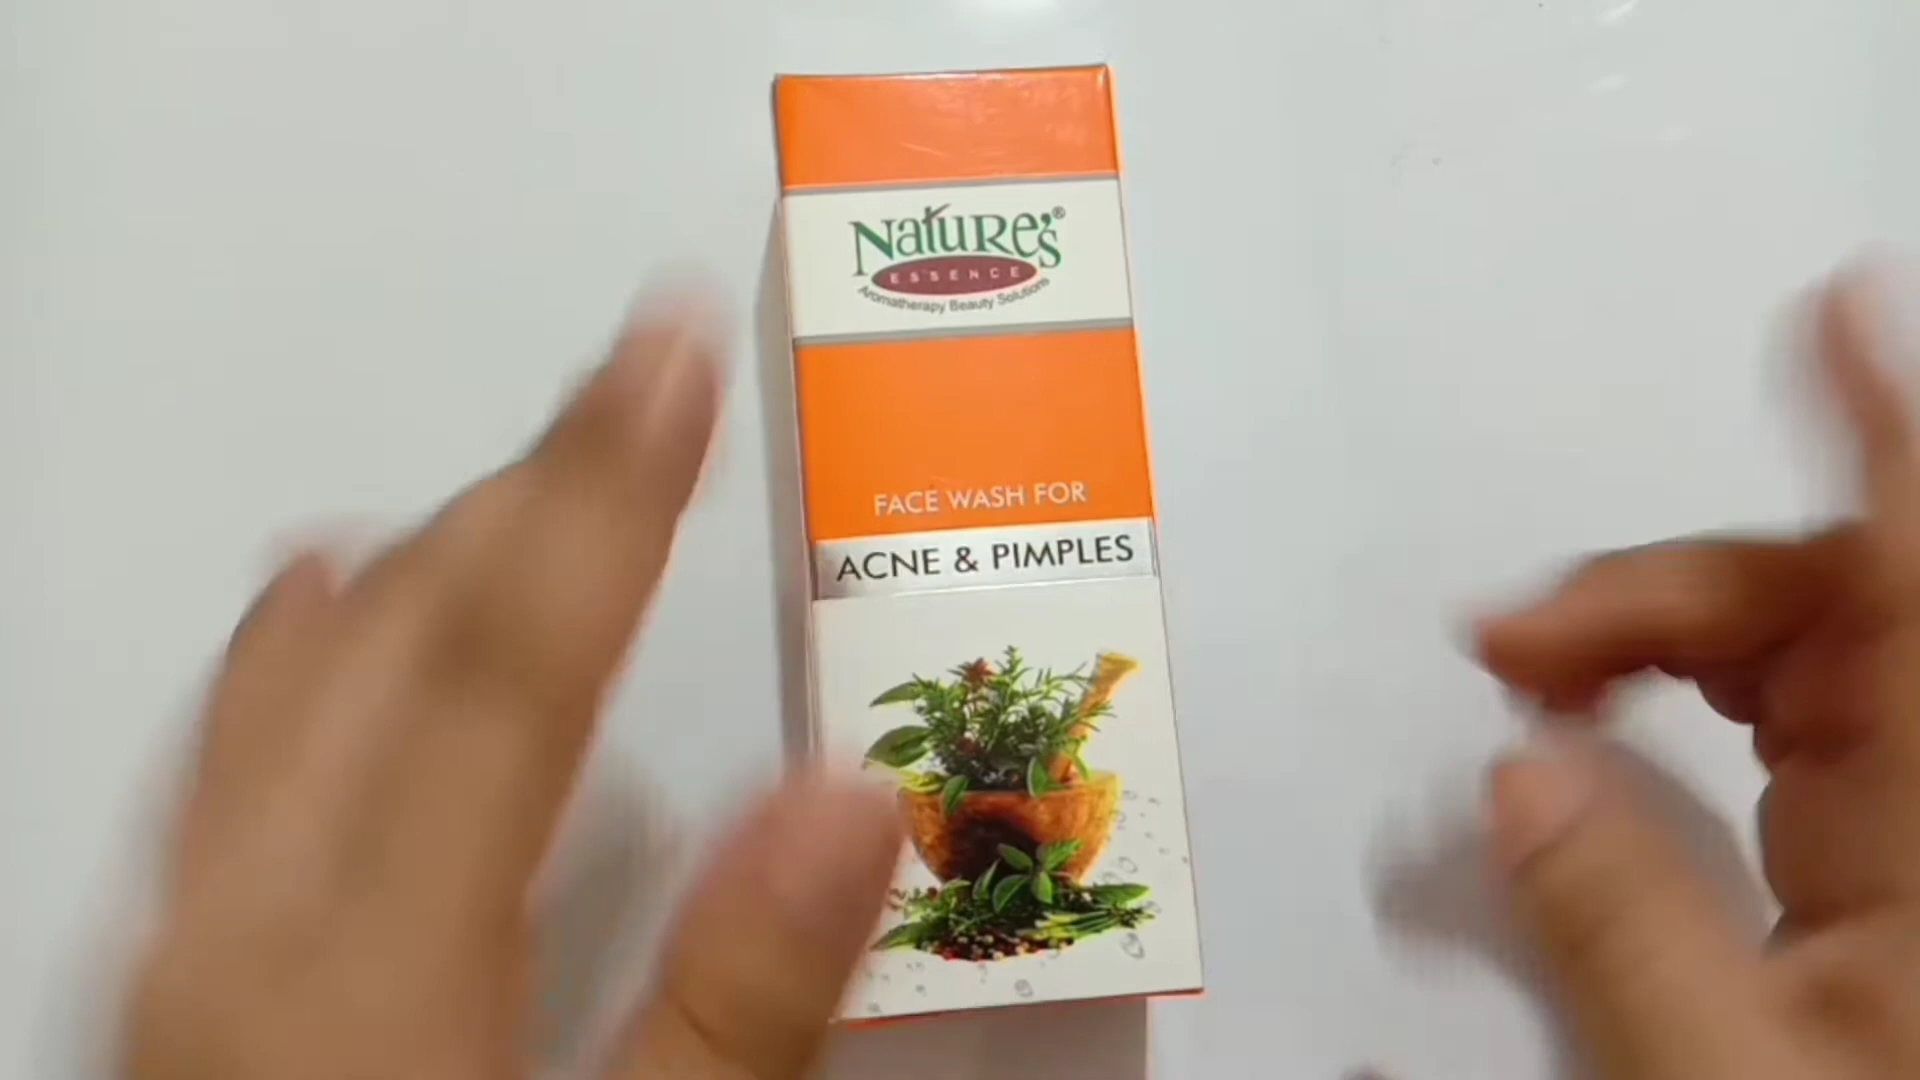 Nature's®
ESSENCE
Aromatherapy Beauty Solutions
FACE WASH FOR
ACNE & PIMPLES